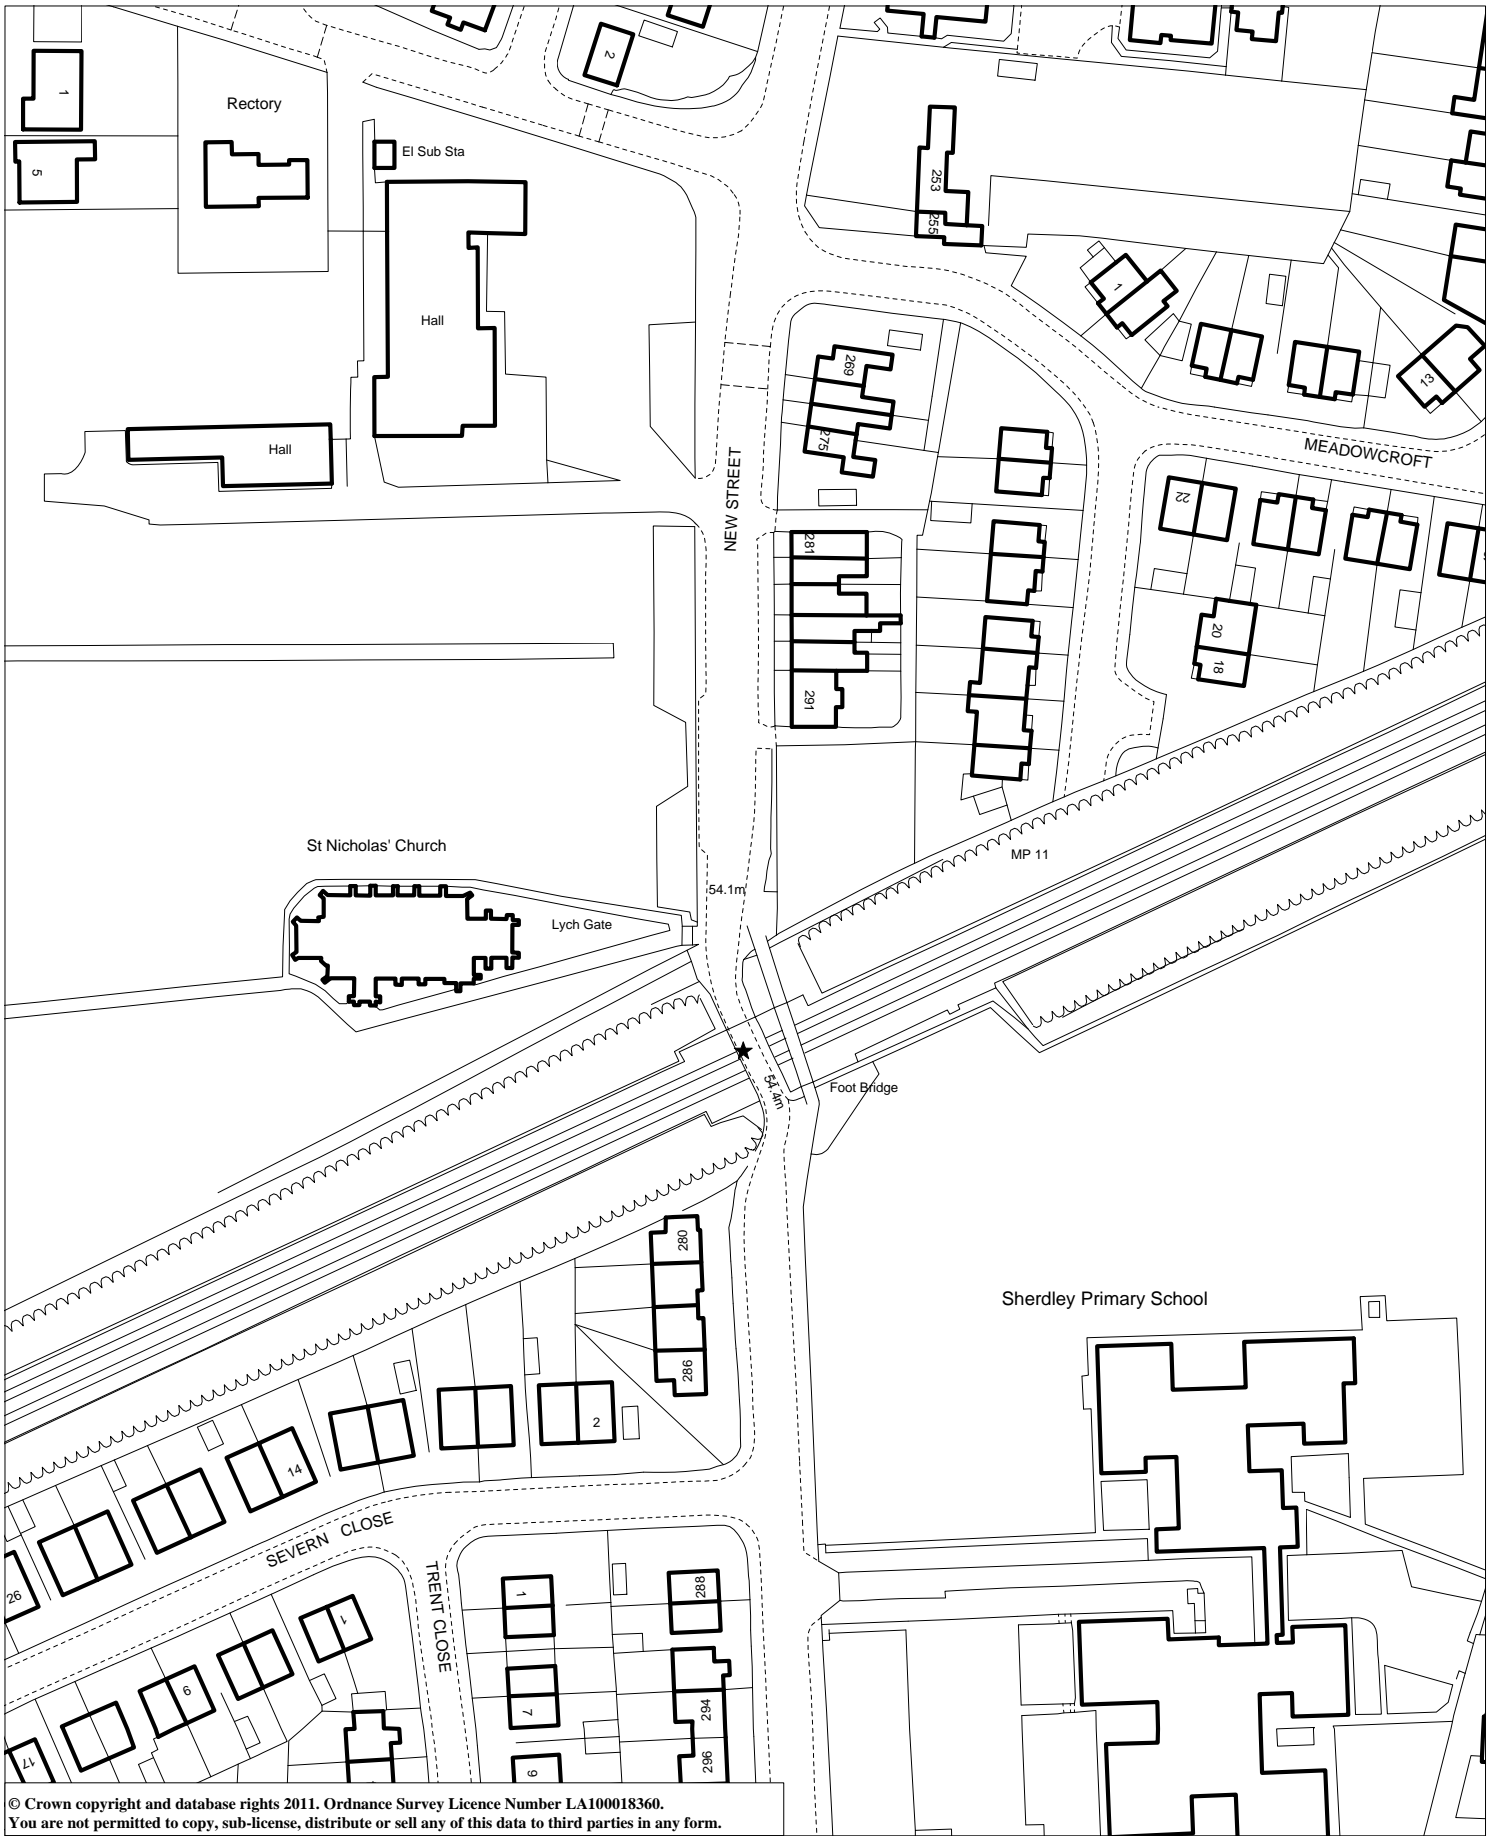 2
1
Rectory
El Sub Sta
5
253
255
1
Hall
269
13
275
Hall
MEADOWCROFT
NEW STREET
22
281
20
18
291
St Nicholas' Church
MP 11
54.1m
Lych Gate
54.4m
Foot Bridge
280
Sherdley Primary School
286
2
14
SEVERN CLOSE
26
TRENT CLOSE
1
288
1
9
7
294
17
296
9
© Crown copyright and database rights 2011. Ordnance Survey Licence Number LA100018360.
You are not permitted to copy, sub-license, distribute or sell any of this data to third parties in any form.